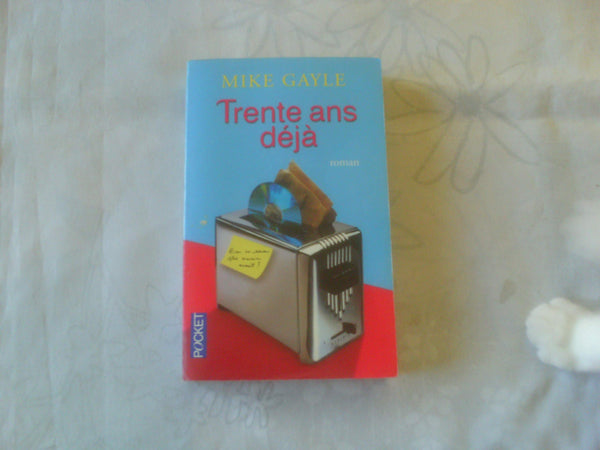 MIKE GAYLE
Trente ans
déjà
roman
POCKET